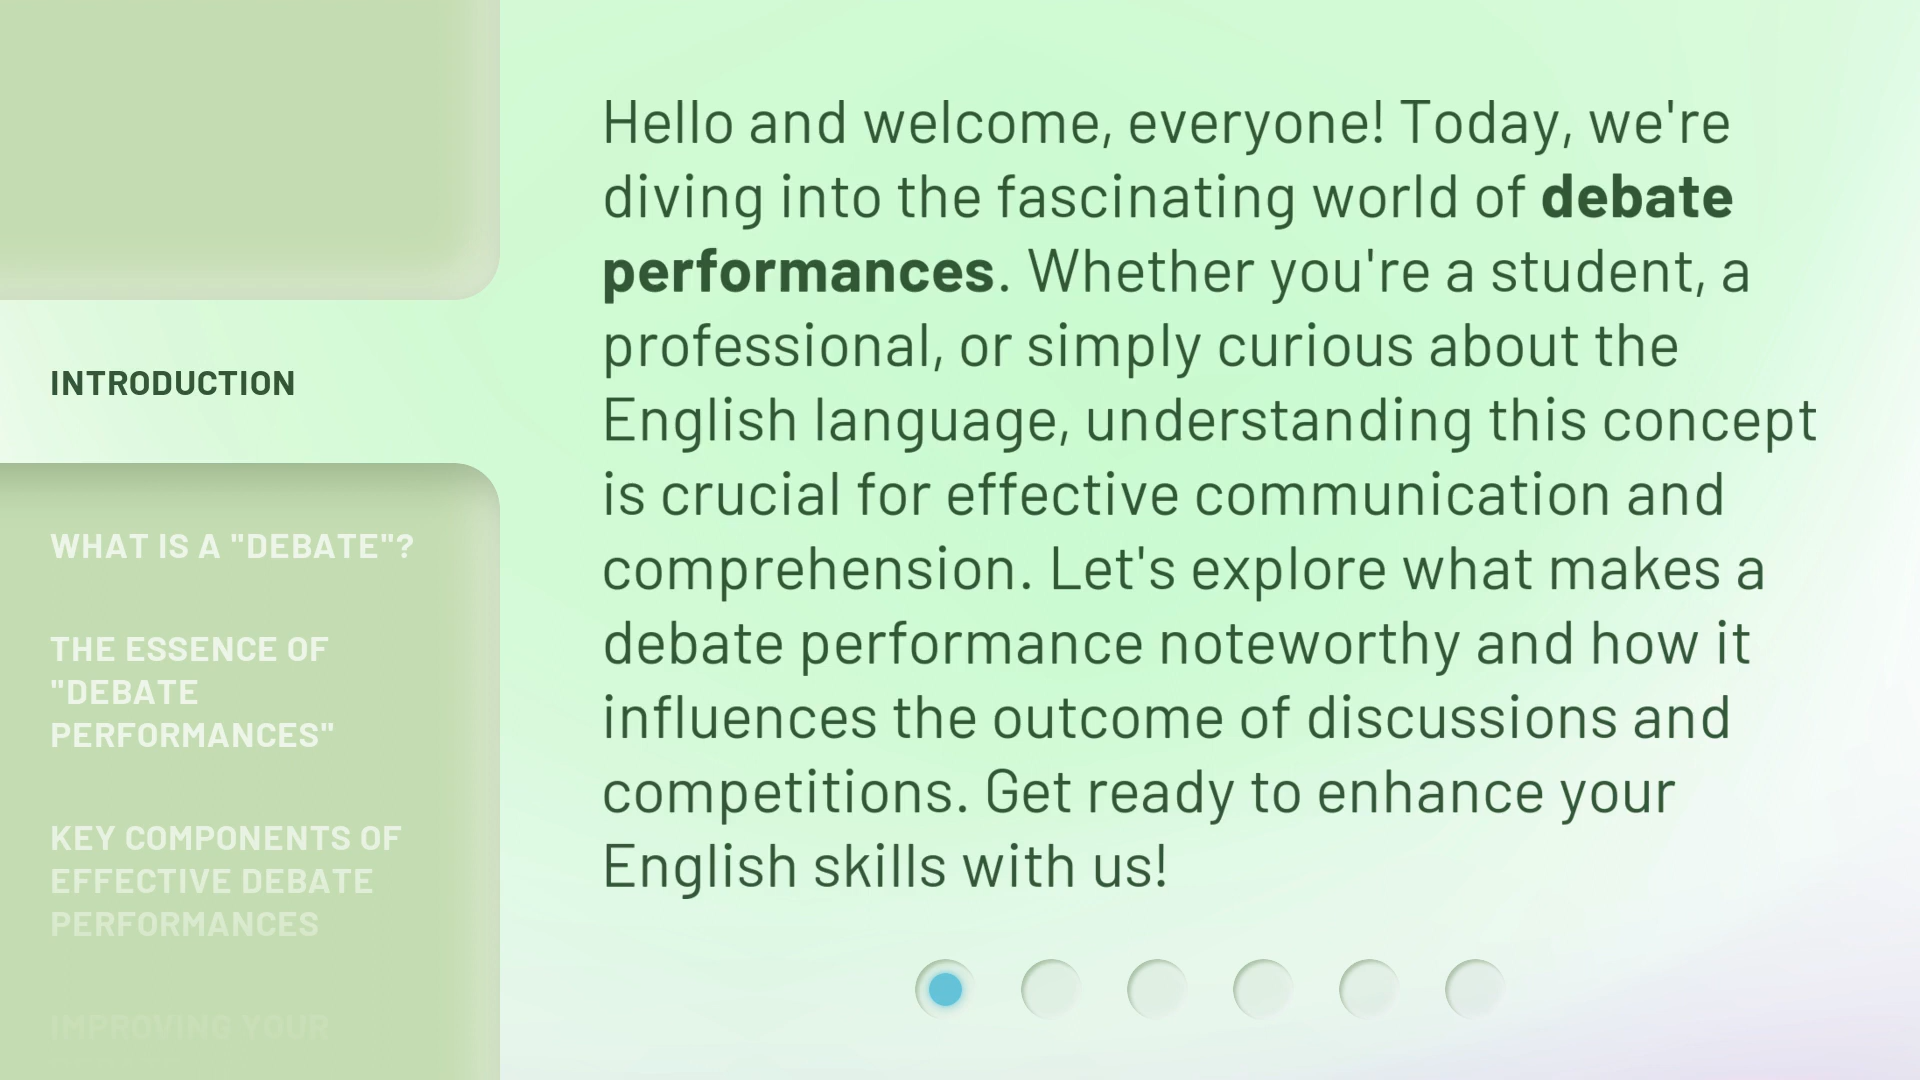 INTRODUCTION
WHAT IS A "DEBATE"?
THE ESSENCE OF
"DEBATE
PERFORMANCES"
KEY COMPONENTS OF
EFFECTIVE DEBATE
PERFORMANCES
IMPROVING YOUR
Hello and welcome, everyone! Today, we're
diving into the fascinating world of debate
performances. Whether you're a student, a
professional, or simply curious about the
English language, understanding this concept
is crucial for effective communication and
comprehension. Let's explore what makes a
debate performance noteworthy and how it
influences the outcome of discussions and
competitions. Get ready to enhance your
English skills with us!